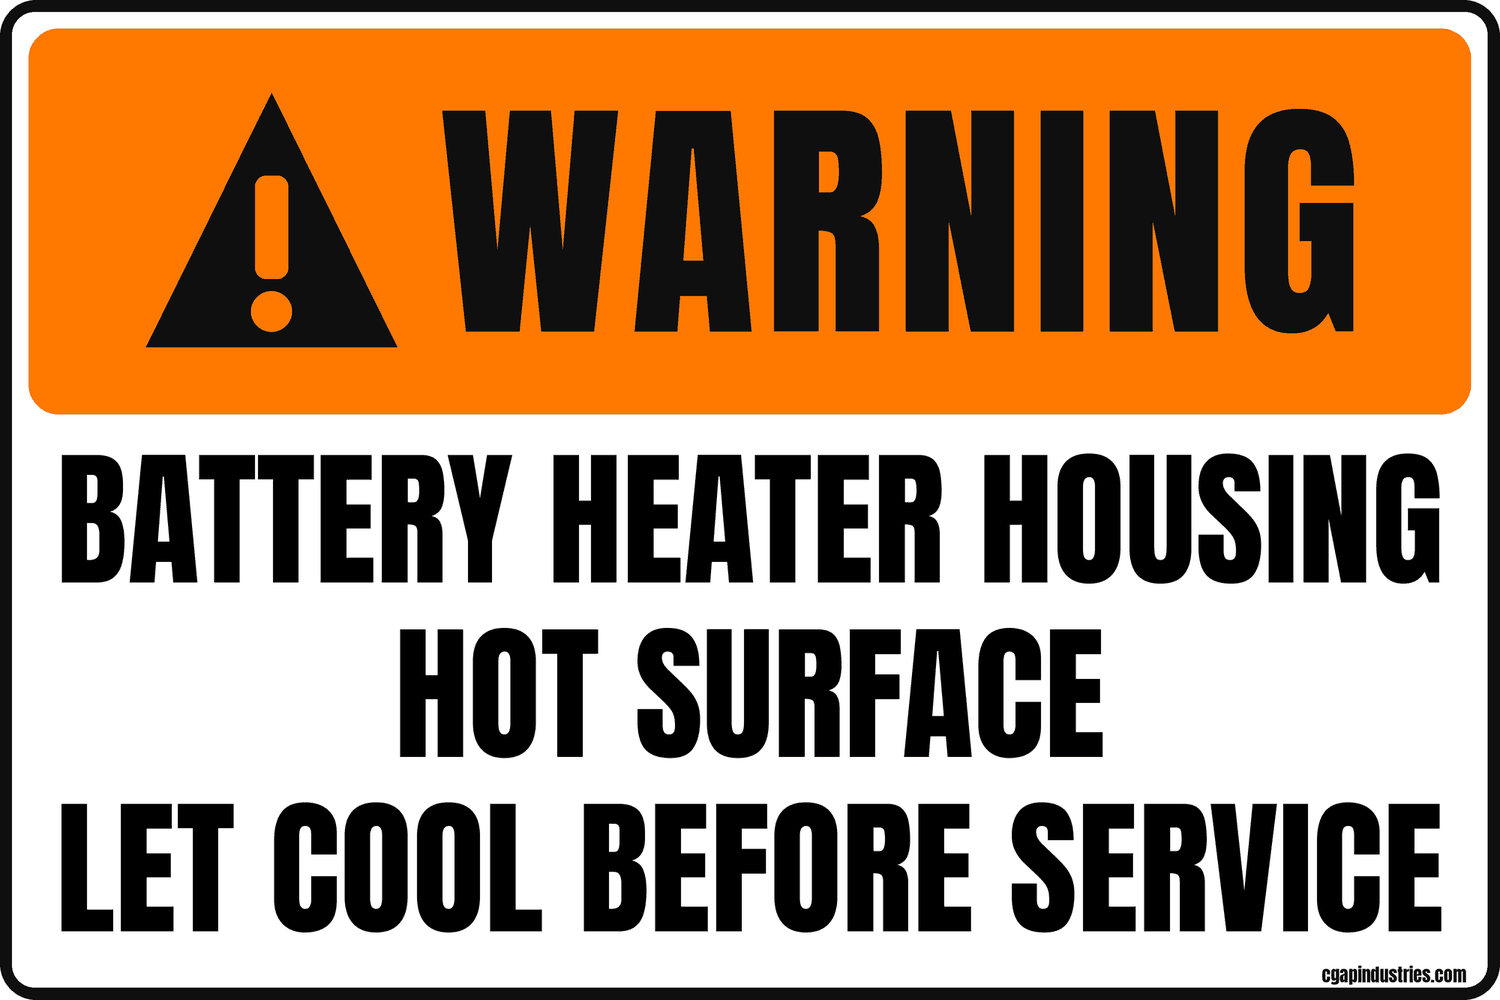 WARNING
BATTERY HEATER HOUSING
HOT SURFACE
LET COOL BEFORE SERVICE
cgapindustries.com